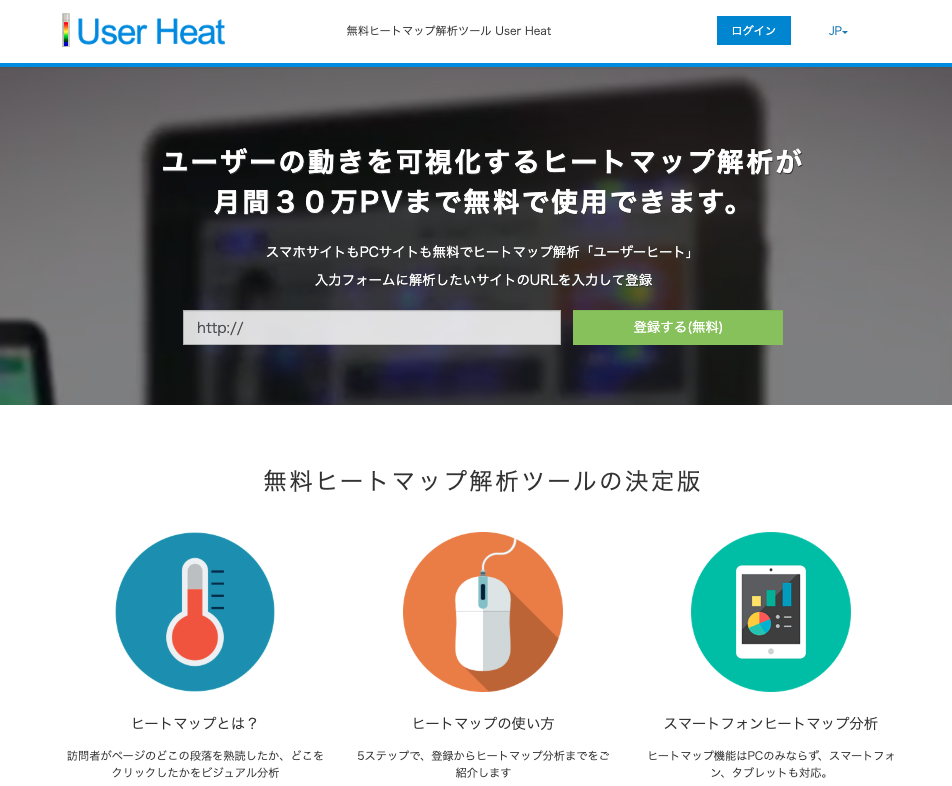 User Heat
無料ヒートマップ解析ツール User Heat
ログイン
JP
ユーザーの動きを可視化するヒートマップ解析が
月間３０万PVまで無料で使用できます。
スマホサイトもPCサイトも無料でヒートマップ解析「ユーザーヒート」
入力フォームに解析したいサイトのURLを入力して登録
http://
登録する(無料)
無料ヒートマップ解析ツールの決定版
ヒートマップとは？
訪問者がページのどこの段落を熟読したか、どこを
クリックしたかをビジュアル分析
ヒートマップの使い方
5ステップで、登録からヒートマップ分析までをご
紹介します
スマートフォンヒートマップ分析
ヒートマップ機能はPCのみならず、スマートフォ
ン、タブレットも対応。